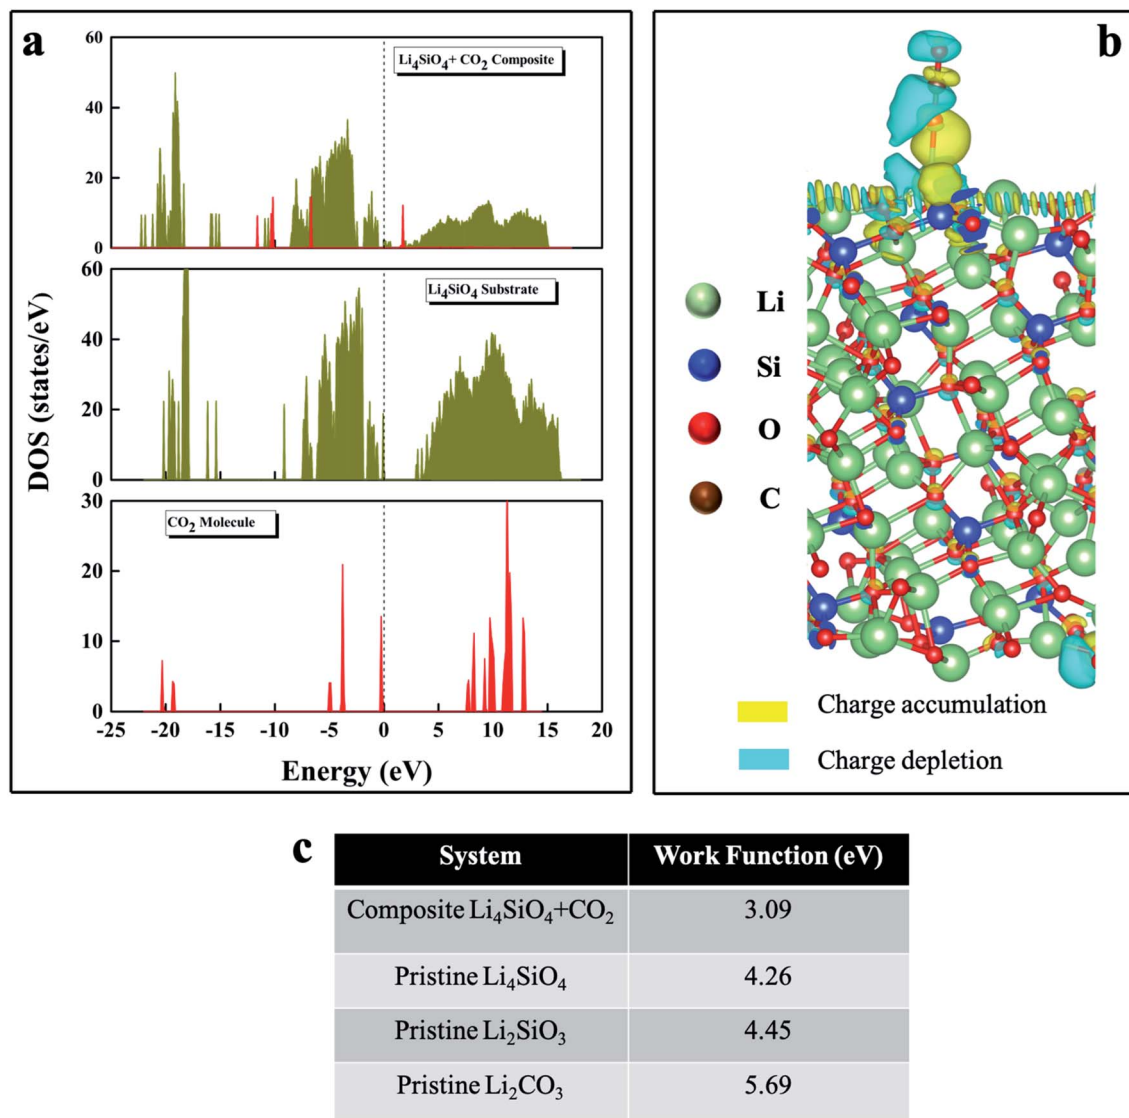 a
DOS (states/eV)
60
40
20
0
Li₄SiO₄+ CO₂ Composite
60
40
20
0
Li₄SiO₄ Substrate
30
20
10
0
CO₂ Molecule
-25 -20 -15 -10 -5 0 5 10 15 20
Energy (eV)
b
Li
Si
O
C
Charge accumulation
Charge depletion
c
System Work Function (eV)
Composite Li₄SiO₄+CO₂ 3.09
Pristine Li₄SiO₄ 4.26
Pristine Li₂SiO₃ 4.45
Pristine Li₂CO₃ 5.69